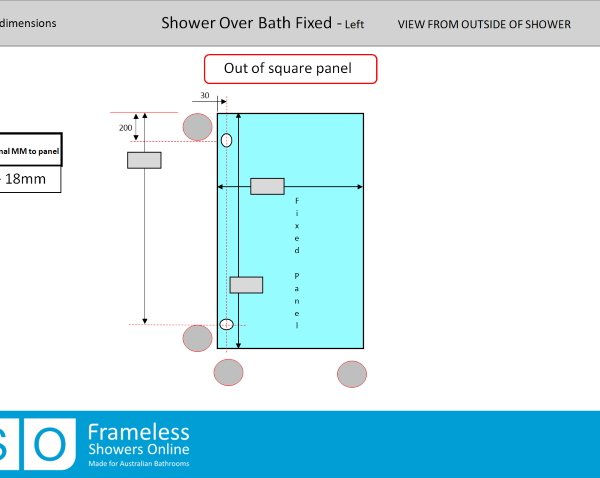 dimensions
Shower Over Bath Fixed - Left
VIEW FROM OUTSIDE OF SHOWER
Out of square panel
30
200
nal MM to panel
18mm
Fixed Panel
SO
Frameless
Showers Online
Made for Australian Bathrooms